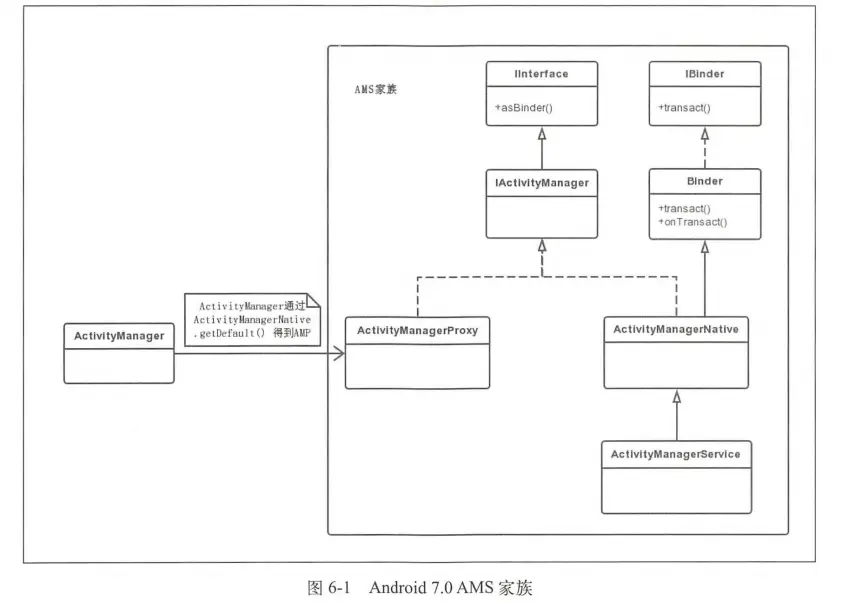 AMS家族
IInterface
+asBinder()
IBinder
+transact()
IActivityManager
Binder
+transact()
+onTransact()
ActivityManager通过
ActivityManagerNative
.getDefault() 得到AMP
ActivityManager
ActivityManagerProxy
ActivityManagerNative
ActivityManagerService
图 6-1 Android 7.0 AMS 家族